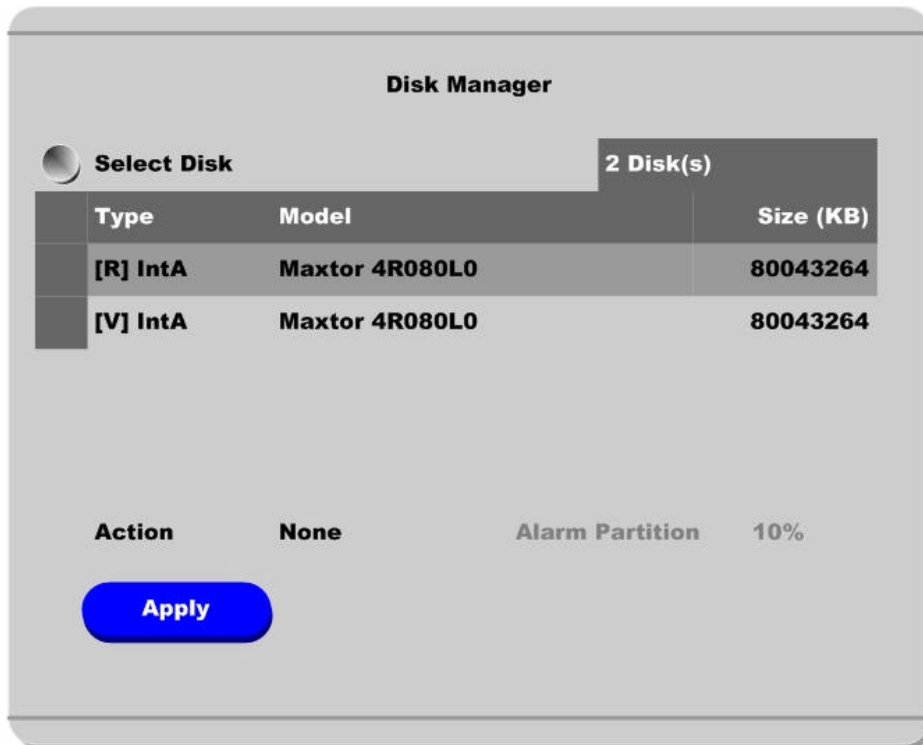 Disk Manager
Select Disk 2 Disk(s)
Type Model Size (KB)
[R] IntA Maxtor 4R080L0 80043264
[V] IntA Maxtor 4R080L0 80043264
Action None Alarm Partition 10%
Apply